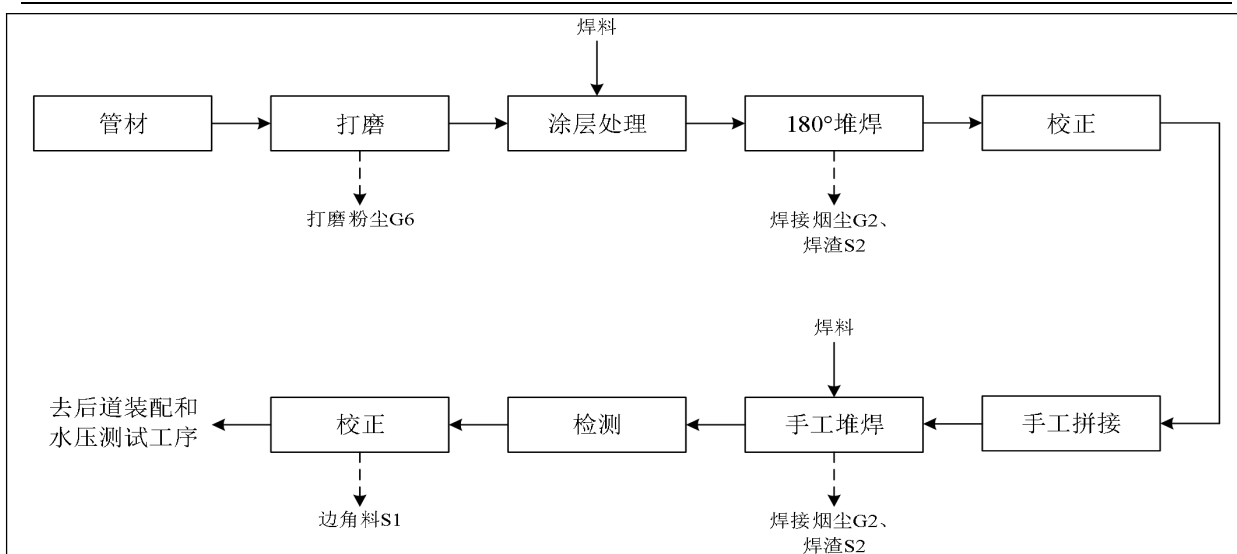 焊料
管材
打磨
涂层处理
180°堆焊
校正
打磨粉尘G6
焊接烟尘G2、
焊渣S2
焊料
去后道装配和
水压测试工序
校正
检测
手工堆焊
手工拼接
边角料S1
焊接烟尘G2、
焊渣S2